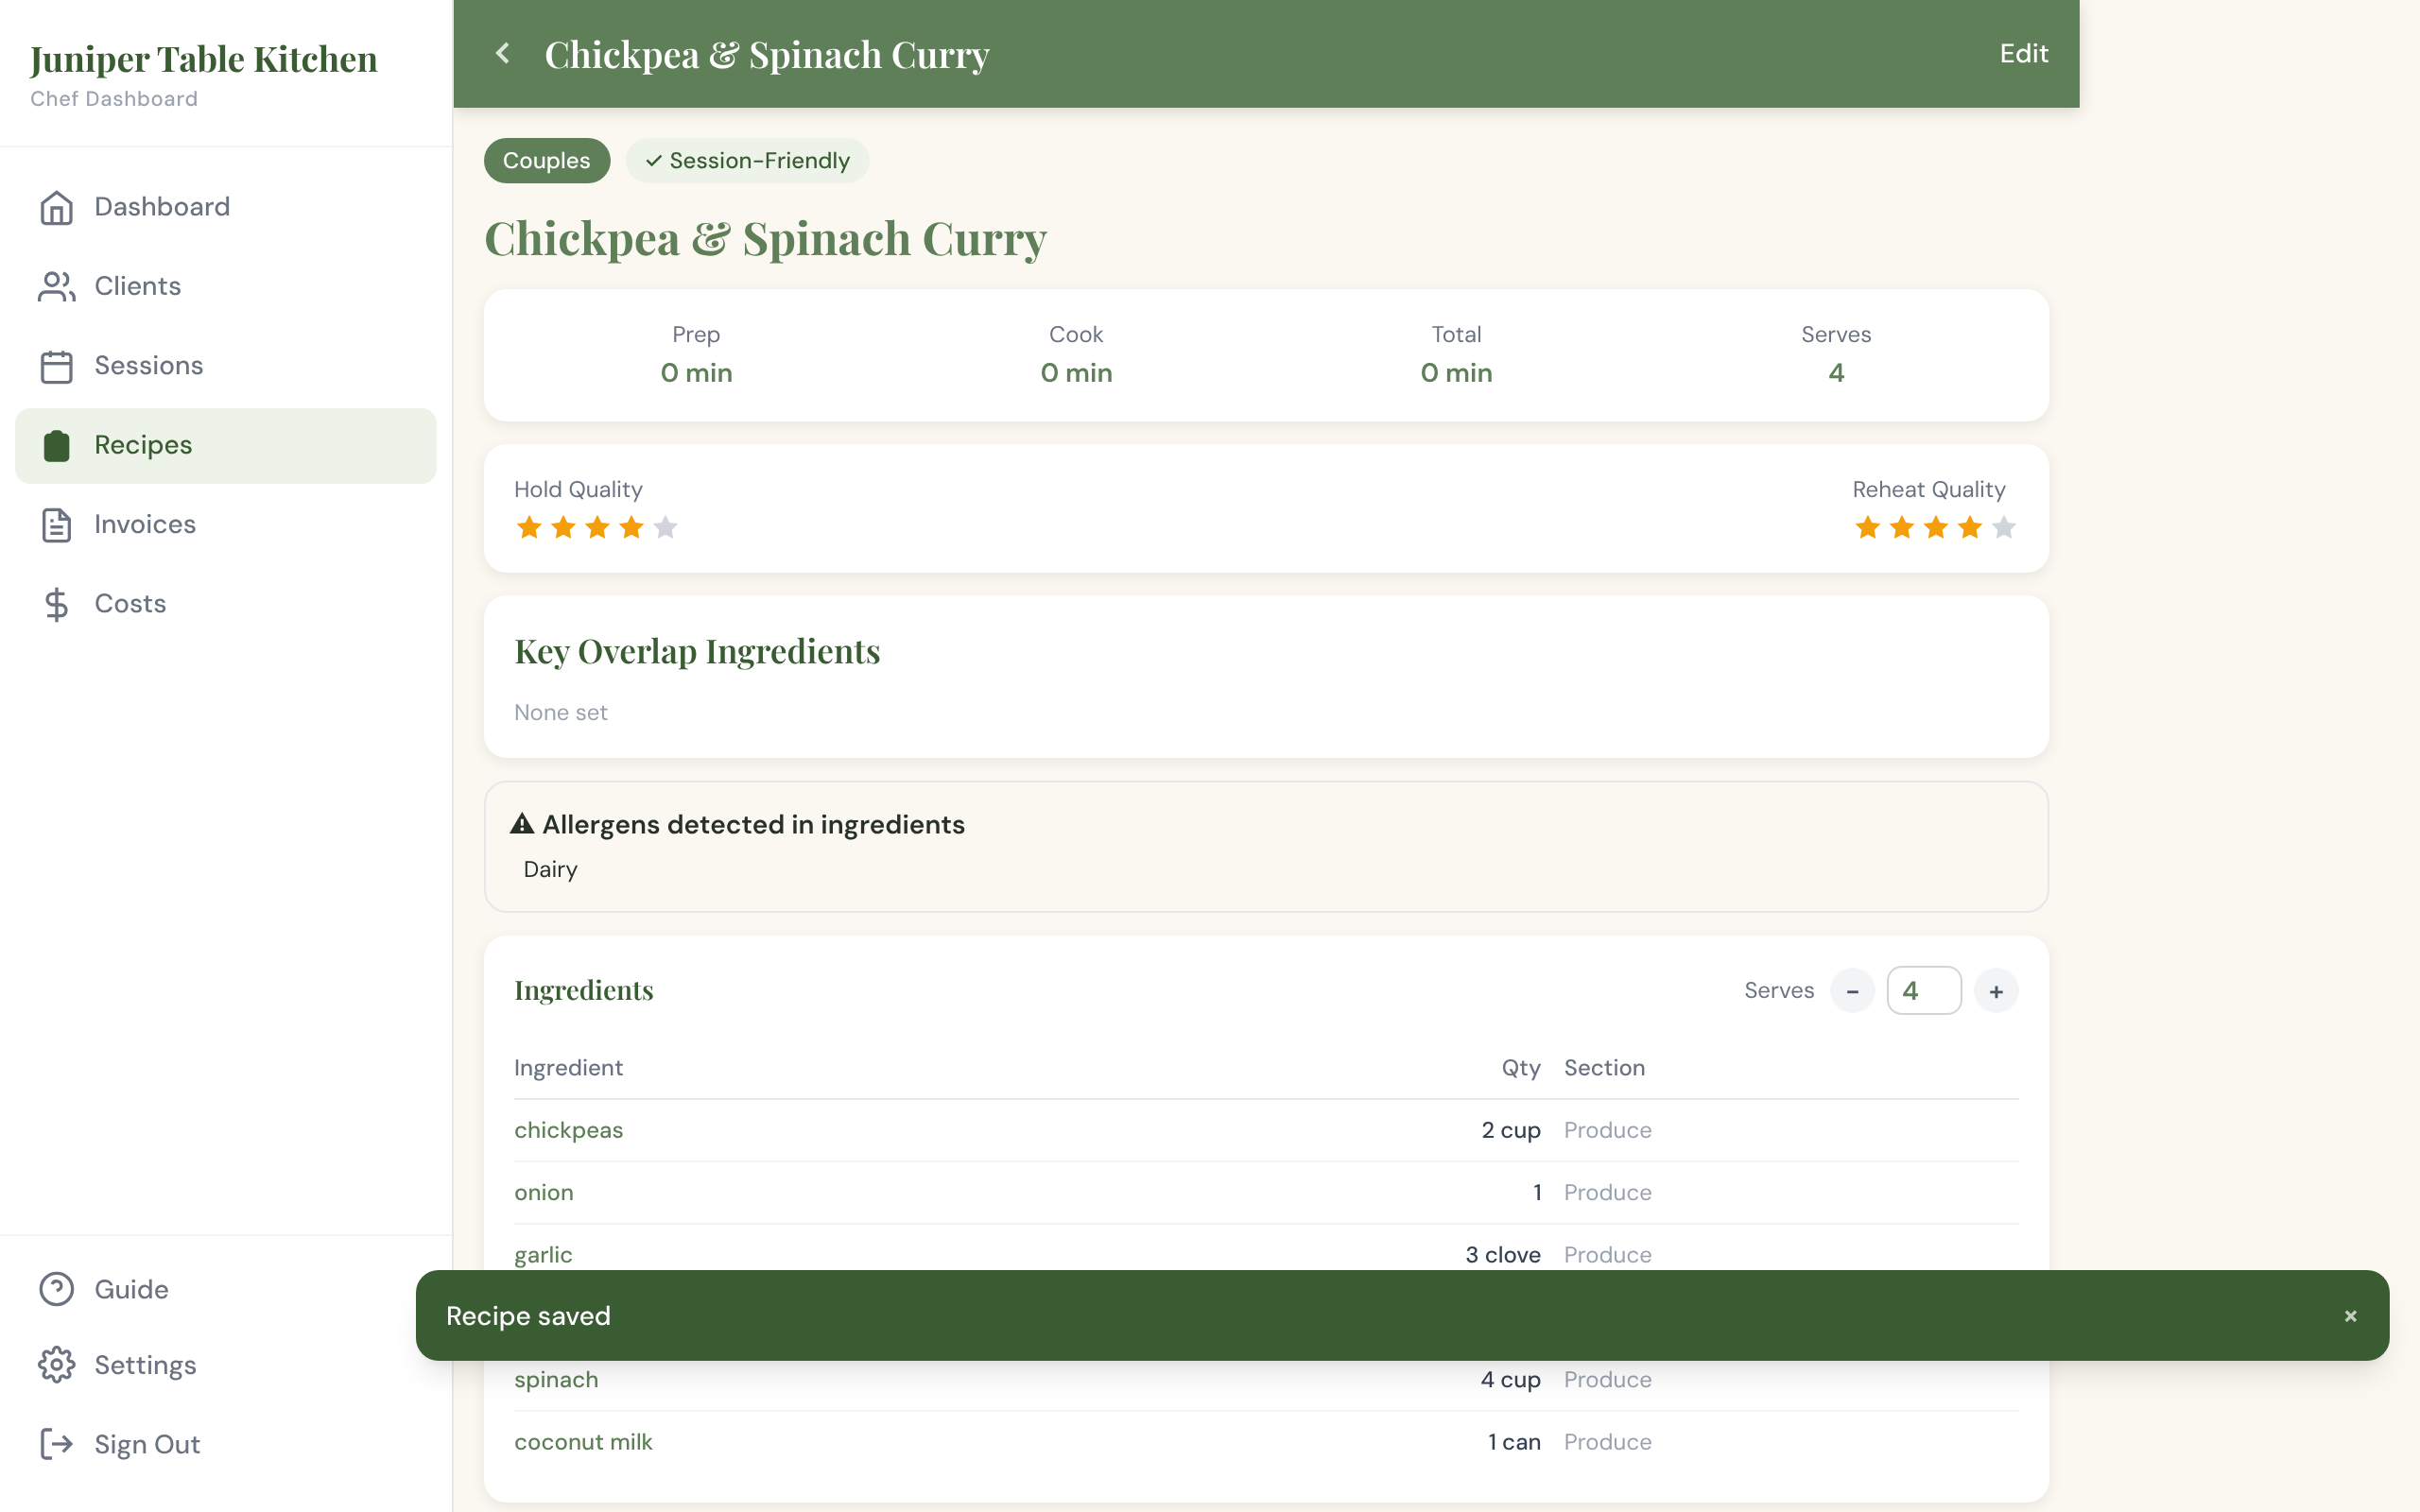 Juniper Table Kitchen
Chef Dashboard
Dashboard
Clients
Sessions
Recipes
Invoices
Costs
Guide
Settings
Sign Out
Chickpea & Spinach Curry
Edit
Couples
✓ Session-Friendly
Chickpea & Spinach Curry
Prep Cook Total Serves
0 min 0 min 0 min 4
Hold Quality Reheat Quality
Key Overlap Ingredients
None set
Allergens detected in ingredients
Dairy
Ingredients Serves - 4 +
Ingredient Qty Section
chickpeas 2 cup Produce
onion 1 Produce
garlic 3 clove Produce
Recipe saved ×
spinach 4 cup Produce
coconut milk 1 can Produce